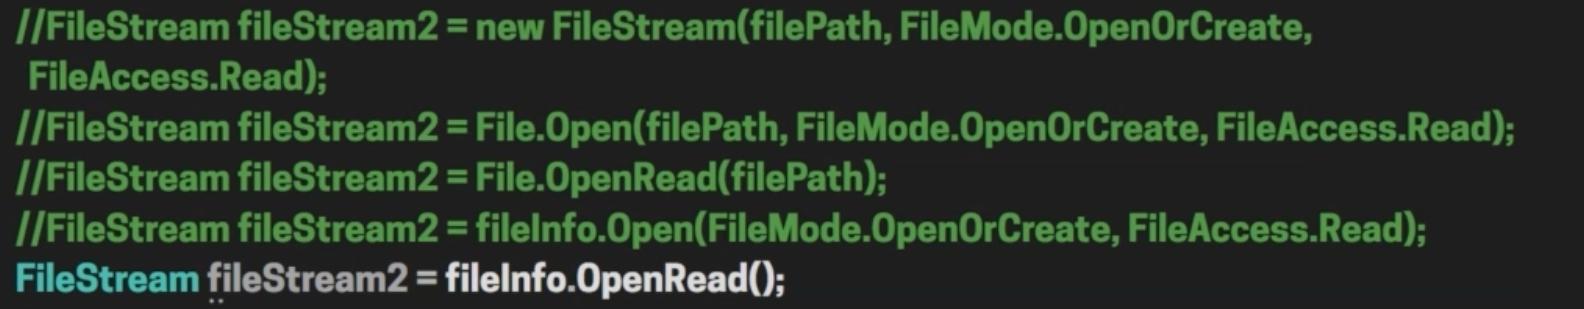 //FileStream fileStream2 = new FileStream(filePath, FileMode.OpenOrCreate,
FileAccess.Read);
//FileStream fileStream2 = File.Open(filePath, FileMode.OpenOrCreate, FileAccess.Read);
//FileStream fileStream2 = File.OpenRead(filePath);
//FileStream fileStream2 = fileInfo.Open(FileMode.OpenOrCreate, FileAccess.Read);
FileStream fileStream2 = fileInfo.OpenRead();